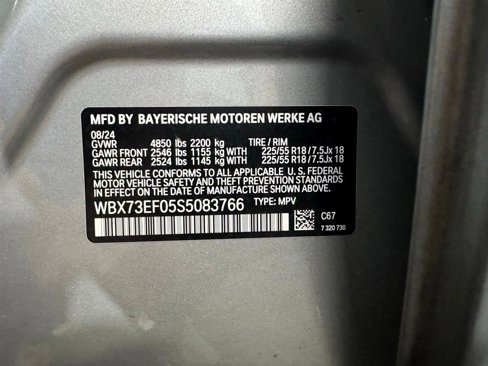 MFD BY BAYERISCHE MOTOREN WERKE AG
08/24
GVWR 4850 lbs 2200 kg TIRE / RIM
GAWR FRONT 2546 lbs 1155 kg WITH 225/55 R18 / 7.5Jx 18
GAWR REAR 2524 lbs 1145 kg WITH 225/55 R18 / 7.5Jx 18
THIS VEHICLE CONFORMS TO ALL APPLICABLE U. S. FEDERAL
MOTOR VEHICLE SAFETY AND THEFT PREVENTION STANDARDS
IN EFFECT ON THE DATE OF MANUFACTURE SHOWN ABOVE.
WBX73EF05S5083766 TYPE: MPV
C67
7 320 730